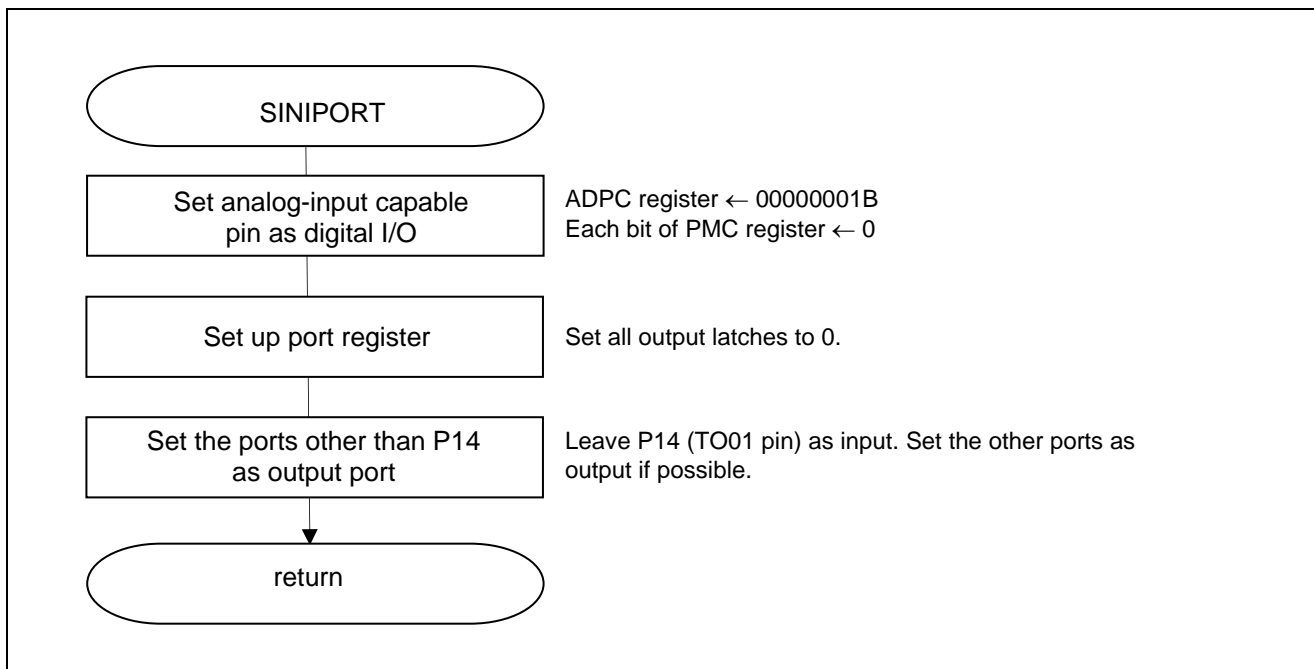 SINIPORT
Set analog-input capable
pin as digital I/O
ADPC register ← 00000001B
Each bit of PMC register ← 0
Set up port register
Set all output latches to 0.
Set the ports other than P14
as output port
Leave P14 (TO01 pin) as input. Set the other ports as
output if possible.
return